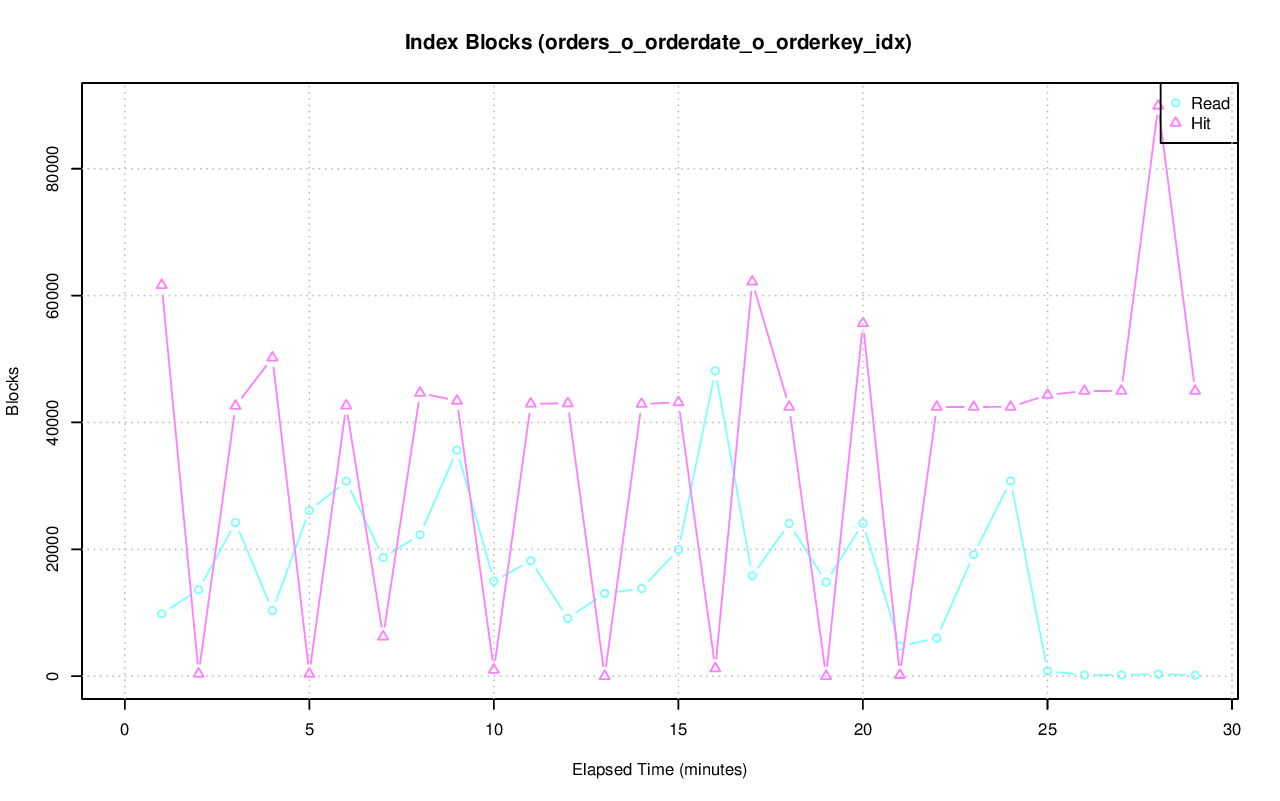 Index Blocks (orders_o_orderdate_o_orderkey_idx)
Read
Hit
Blocks
80000
60000
40000
20000
0
0 5 10 15 20 25 30
Elapsed Time (minutes)